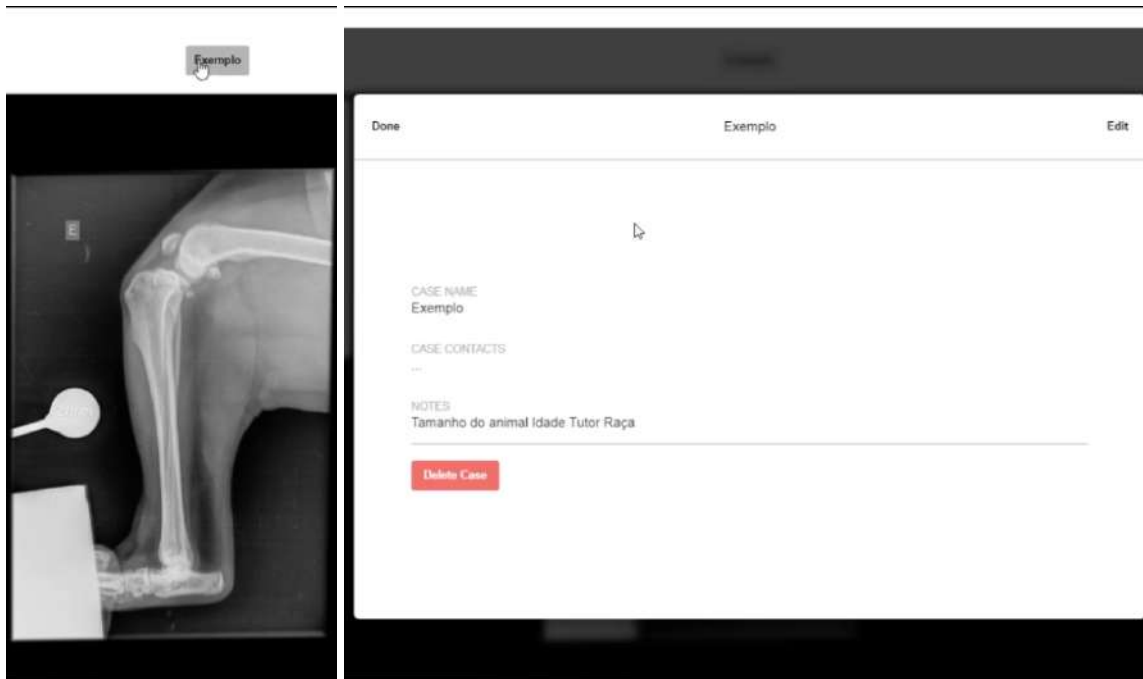 Exemplo
E
Done
Exemplo
Edit
CASE NAME
Exemplo
CASE CONTACTS
...
NOTES
Tamanho do animal Idade Tutor Raça
Delete Case